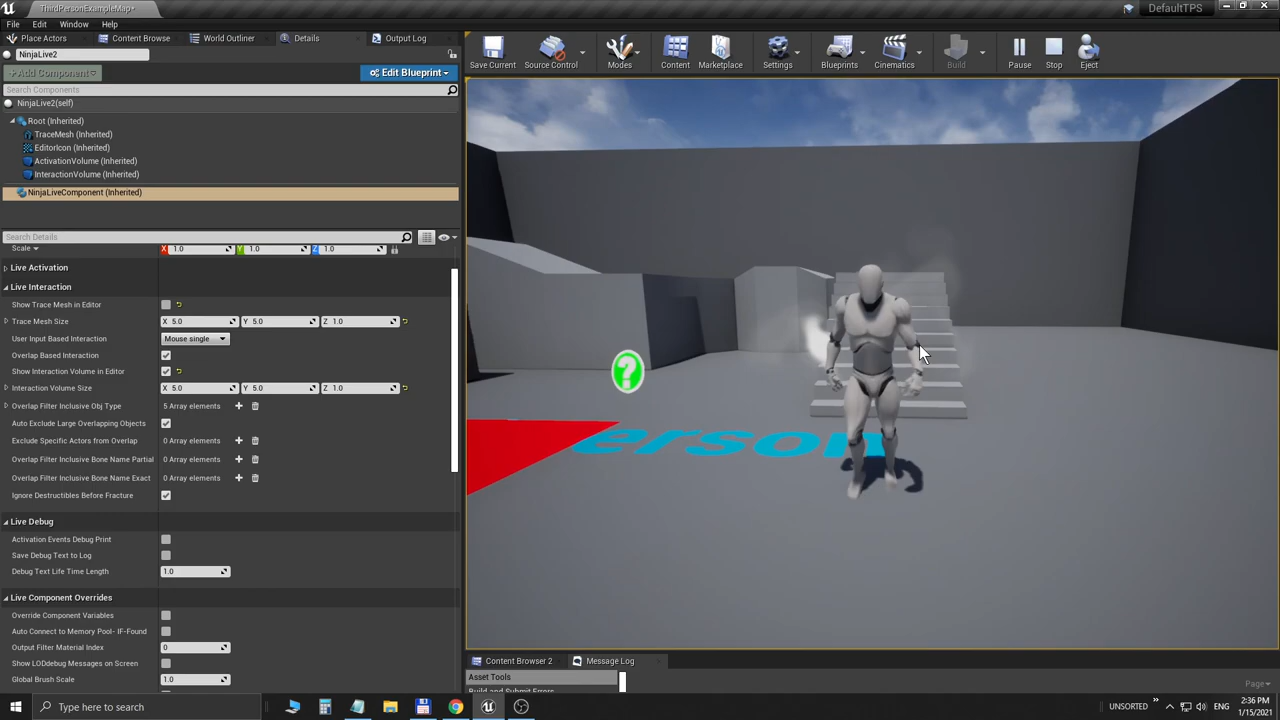 ThirdPersonExampleMap*
DefaultTPS
File Edit Window Help
Place Actors Content Browser World Outliner Details Output Log
NinjaLive2
+Add Component Edit Blueprint
Search Components
NinjaLive2(self)
Root (Inherited)
TraceMesh (Inherited)
EditorIcon (Inherited)
ActivationVolume (Inherited)
InteractionVolume (Inherited)
NinjaLiveComponent (Inherited)
Search Details
Scale X 1.0 Y 1.0 Z 1.0
Live Activation
Live Interaction
Show Trace Mesh in Editor
Trace Mesh Size X 5.0 Y 5.0 Z 1.0
User Input Based Interaction Mouse single
Overlap Based Interaction
Show Interaction Volume in Editor
Interaction Volume Size X 5.0 Y 5.0 Z 1.0
Overlap Filter Inclusive Obj Type 5 Array elements
Auto Exclude Large Overlapping Objects
Exclude Specific Actors from Overlap 0 Array elements
Overlap Filter Inclusive Bone Name Partial 0 Array elements
Overlap Filter Inclusive Bone Name Exact 0 Array elements
Ignore Destructibles Before Fracture
Live Debug
Activation Events Debug Print
Save Debug Text to Log
Debug Text Life Time Length 1.0
Live Component Overrides
Override Component Variables
Auto Connect to Memory Pool- IF-Found
Output Filter Material Index 0
Show LODdebug Messages on Screen
Global Brush Scale 1.0
Save Current Source Control Modes Content Marketplace Settings Blueprints Cinematics Build Pause Stop Eject
?
erson
Content Browser 2 Message Log
Asset Tools Page
Build and Submit Errors
Type here to search
UNSORTED » ENG 2:36 PM
1/15/2021